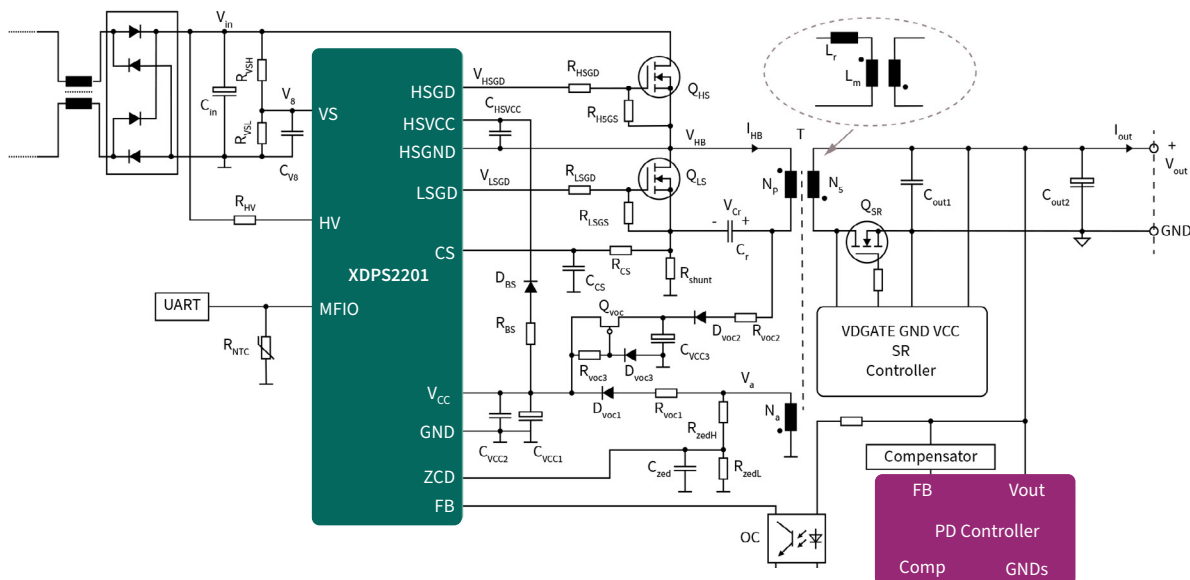 V_in
L_r
L_m
R_VSH
V_HSGD
R_HSGD
Q_HS
HSGD
V_8
C_in
C_HSVCC
R_HSGS
VS
HSVCC
R_VSL
V_HB
I_HB
T
I_out
+
HSGND
V_out
C_V8
V_LSGD
R_LSGD
Q_LS
LSGD
N_P
N_s
C_out1
C_out2
R_HV
R_LSGS
V_Cr
Q_SR
HV
-
+
GND
C_r
CS
R_CS
R_shunt
XDPS2201
C_CS
D_BS
UART
MFIO
Q_voc
R_BS
D_voc2
R_voc2
VDGATE GND VCC
SR
Controller
R_NTC
C_VCC3
R_voc3
D_voc3
V_CC
V_a
D_voc1
R_voc1
N_a
GND
R_zedH
C_VCC2
C_VCC1
Compensator
ZCD
C_zed
R_zedL
FB
Vout
FB
OC
PD Controller
Comp
GNDs